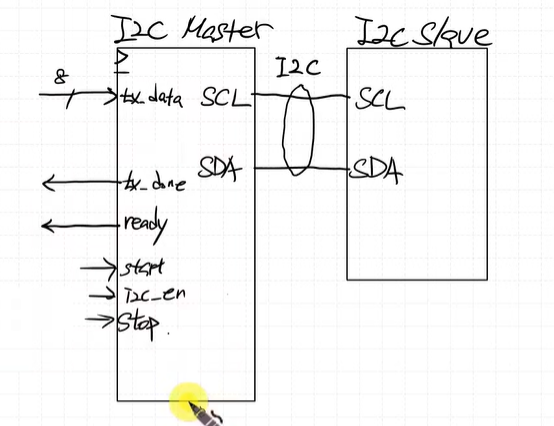 I2C Master
I2C Slave
8
tx_data
SCL
I2C
SCL
tx_done
SDA
SDA
ready
start
I2C_en
Stop.